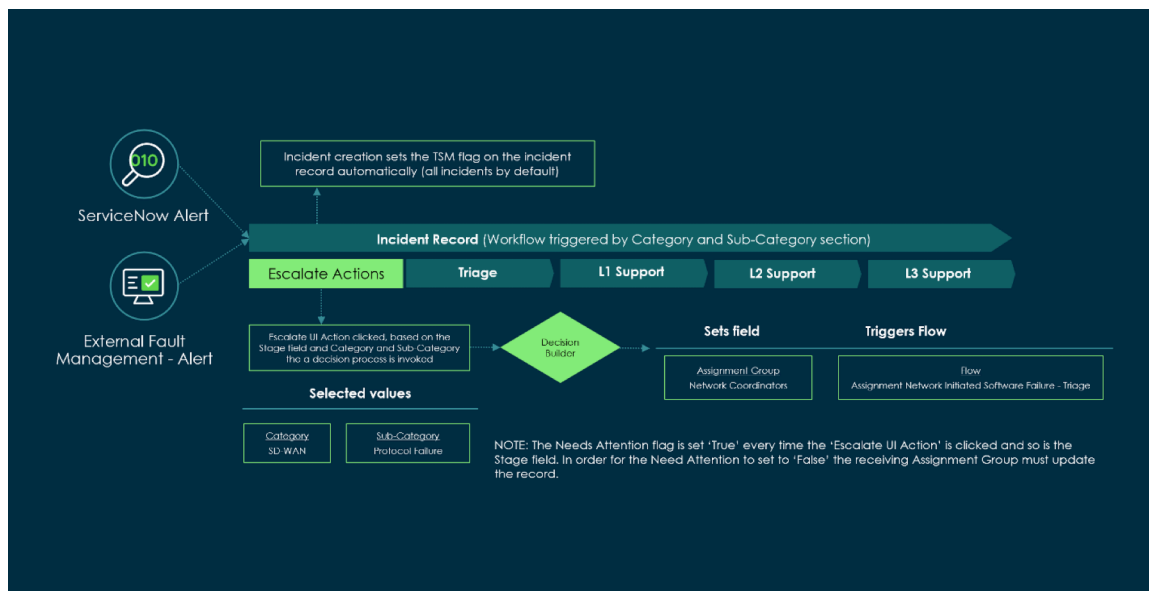 010
ServiceNow Alert
External Fault
Management - Alert
Incident creation sets the TSM flag on the incident
record automatically (all incidents by default)
Incident Record (Workflow triggered by Category and Sub-Category section)
Escalate Actions
Triage
L1 Support
L2 Support
L3 Support
Escalate UI Action clicked, based on the
Stage field and Category and Sub-Category
the a decision process is invoked
Decision
Builder
Sets field
Triggers Flow
Assignment Group
Network Coordinators
Flow
Assignment Network Initiated Software Failure - Triage
Selected values
Category
SD-WAN
Sub-Category
Protocol Failure
NOTE: The Needs Attention flag is set ‘True’ every time the ‘Escalate UI Action’ is clicked and so is the
Stage field. In order for the Need Attention to set to ‘False’ the receiving Assignment Group must update
the record.